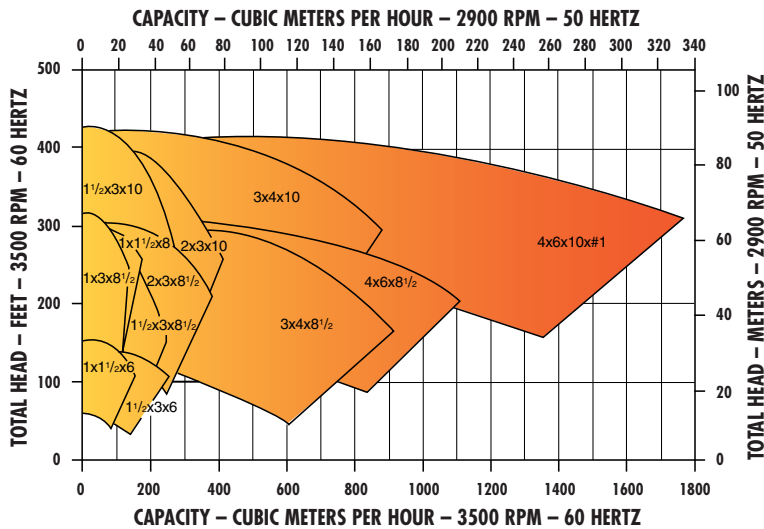 CAPACITY – CUBIC METERS PER HOUR – 2900 RPM – 50 HERTZ
0 20 40 60 80 100 120 140 160 180 200 220 240 260 280 300 320 340
TOTAL HEAD – FEET – 3500 RPM – 60 HERTZ
500
400
300
200
100
0
1½x3x10
3x4x10
1x1½x8
2x3x10
4x6x10x#1
1x3x8½
2x3x8½
4x6x8½
1½x3x8½
3x4x8½
1x1½x6
1½x3x6
100
80
60
40
20
0
TOTAL HEAD – METERS – 2900 RPM – 50 HERTZ
0 200 400 600 800 1000 1200 1400 1600 1800
CAPACITY – CUBIC METERS PER HOUR – 3500 RPM – 60 HERTZ